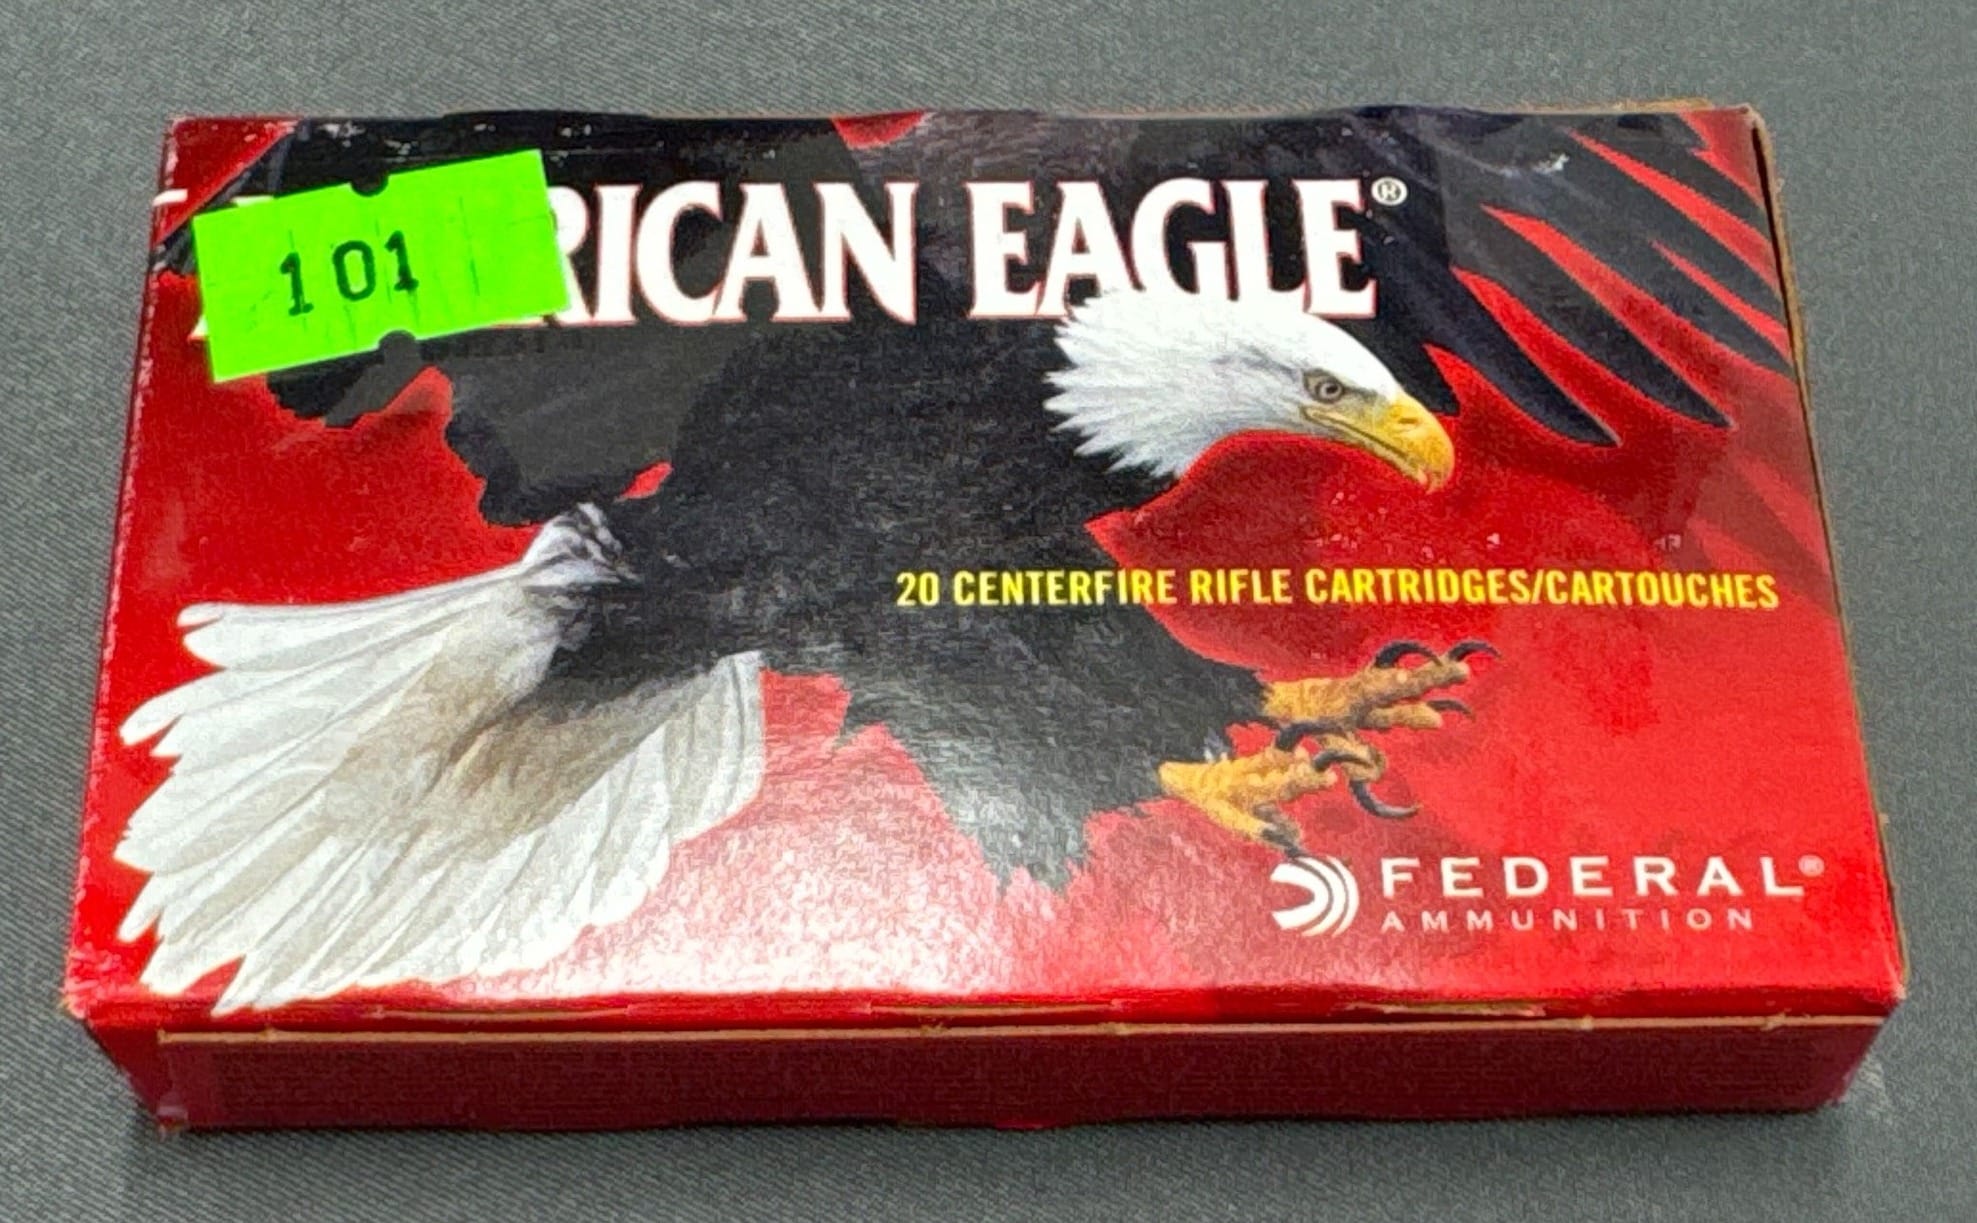 101
RICAN EAGLE®
20 CENTERFIRE RIFLE CARTRIDGES/CARTOUCHES
FEDERAL®
AMMUNITION